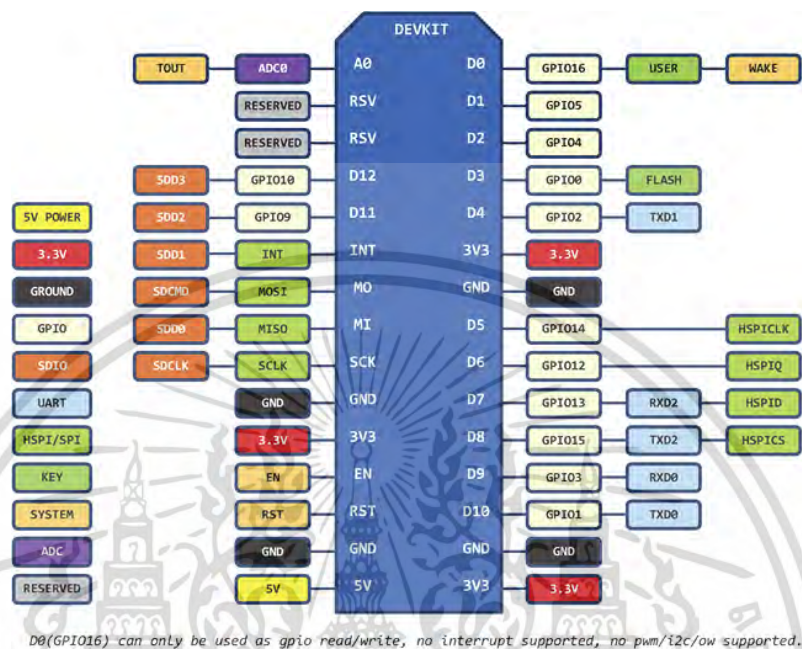 DEVKIT
TOUT ADC0 A0 D0 GPIO16 USER WAKE
RESERVED RSV D1 GPIO5
RESERVED RSV D2 GPIO4
SDD3 GPIO10 D12 D3 GPIO0 FLASH
5V POWER SDD2 GPIO9 D11 D4 GPIO2 TXD1
3.3V SDD1 INT INT 3V3 3.3V
GROUND SDCMD MOSI MO GND GND
GPIO SDD0 MISO MI D5 GPIO14 HSPICLK
SDIO SDCLK SCLK SCK D6 GPIO12 HSPIQ
UART GND GND D7 GPIO13 RXD2 HSPID
HSPI/SPI 3.3V 3V3 D8 GPIO15 TXD2 HSPICS
KEY EN EN D9 GPIO3 RXD0
SYSTEM RST RST D10 GPIO1 TXD0
ADC GND GND GND GND
RESERVED 5V 5V 3V3 3.3V
D0(GPIO16) can only be used as gpio read/write, no interrupt supported, no pwm/i2c/ow supported.